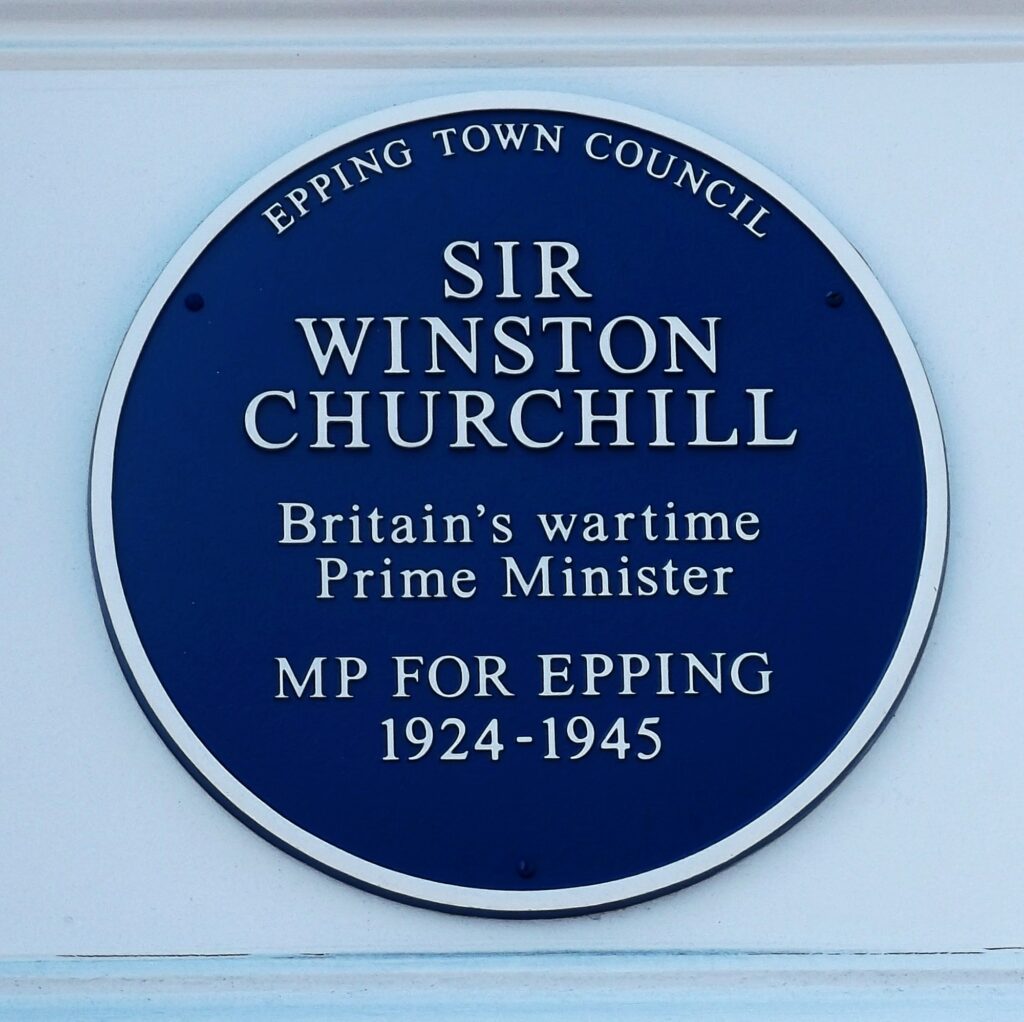 EPPING TOWN COUNCIL
SIR
WINSTON
CHURCHILL
Britain's wartime
Prime Minister
MP FOR EPPING
1924-1945